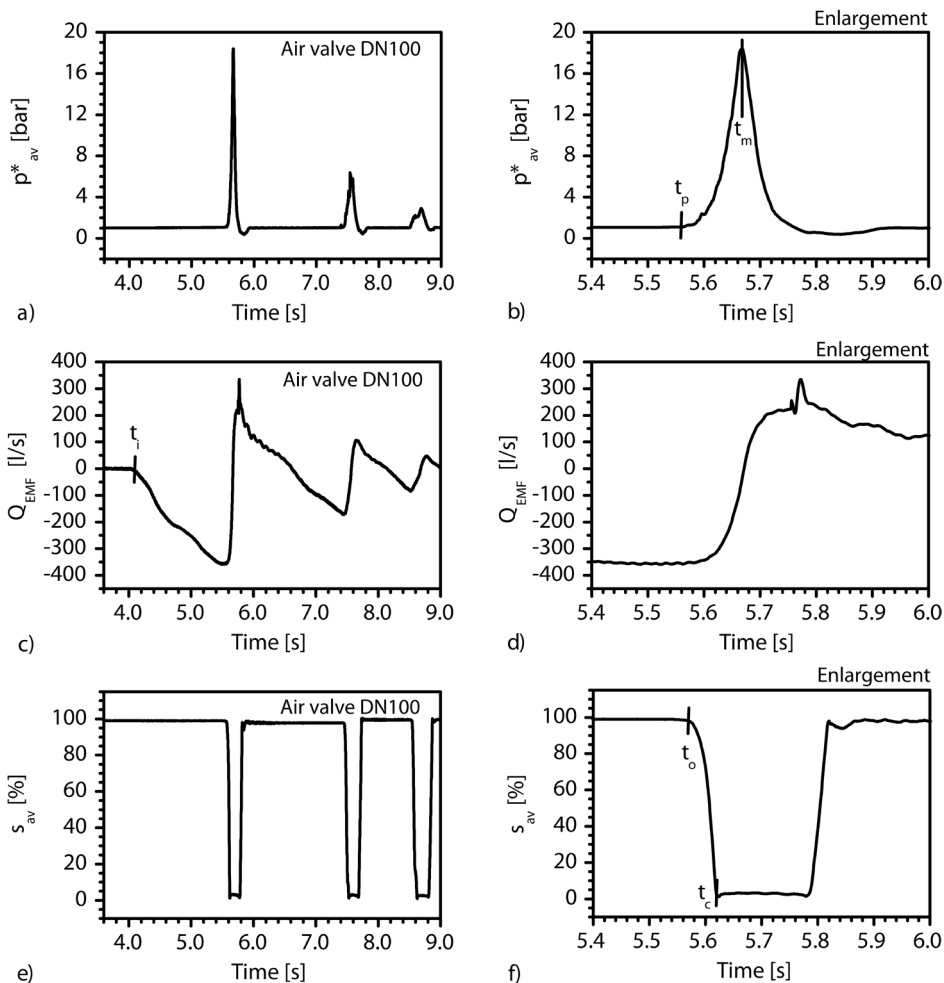 Air valve DN100
p*av [bar]
20
16
12
8
4
0
4.0 5.0 6.0 7.0 8.0 9.0
Time [s]
a)
Enlargement
p*av [bar]
20
16
12
8
4
0
tp
tm
5.4 5.5 5.6 5.7 5.8 5.9 6.0
Time [s]
b)
Air valve DN100
QEMF [l/s]
400
300
200
100
0
-100
-200
-300
-400
ti
4.0 5.0 6.0 7.0 8.0 9.0
Time [s]
c)
Enlargement
QEMF [l/s]
400
300
200
100
0
-100
-200
-300
-400
5.4 5.5 5.6 5.7 5.8 5.9 6.0
Time [s]
d)
Air valve DN100
sav [%]
100
80
60
40
20
0
4.0 5.0 6.0 7.0 8.0 9.0
Time [s]
e)
Enlargement
sav [%]
100
80
60
40
20
0
to
tc
5.4 5.5 5.6 5.7 5.8 5.9 6.0
Time [s]
f)